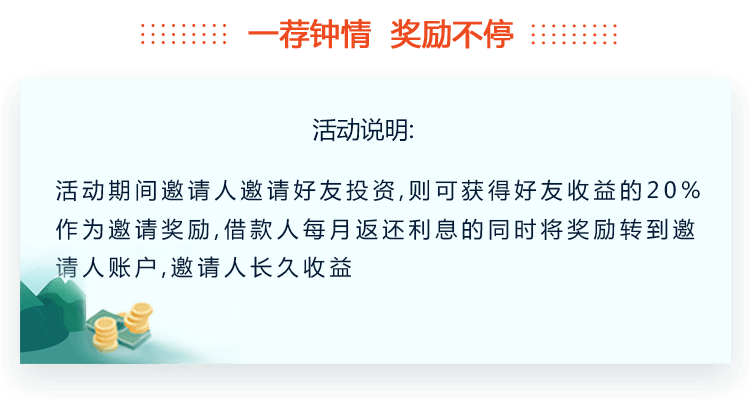 一荐钟情 奖励不停
活动说明:
活动期间邀请人邀请好友投资,则可获得好友收益的20%
作为邀请奖励,借款人每月返还利息的同时将奖励转到邀
请人账户,邀请人长久收益